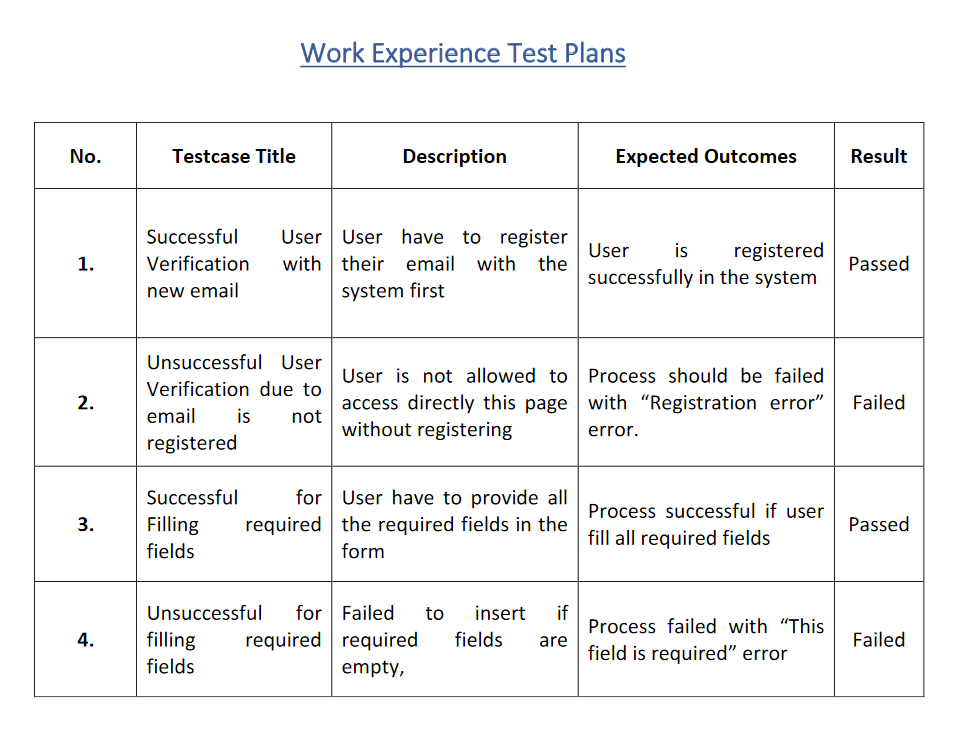 Work Experience Test Plans
No. Testcase Title Description Expected Outcomes Result
1.
Successful User
Verification with
new email
User have to register
their email with the
system first
User is registered
successfully in the system
Passed
2.
Unsuccessful User
Verification due to
email is not
registered
User is not allowed to
access directly this page
without registering
Process should be failed
with “Registration error”
error.
Failed
3.
Successful for
Filling required
fields
User have to provide all
the required fields in the
form
Process successful if user
fill all required fields
Passed
4.
Unsuccessful for
filling required
fields
Failed to insert if
required fields are
empty,
Process failed with “This
field is required” error
Failed